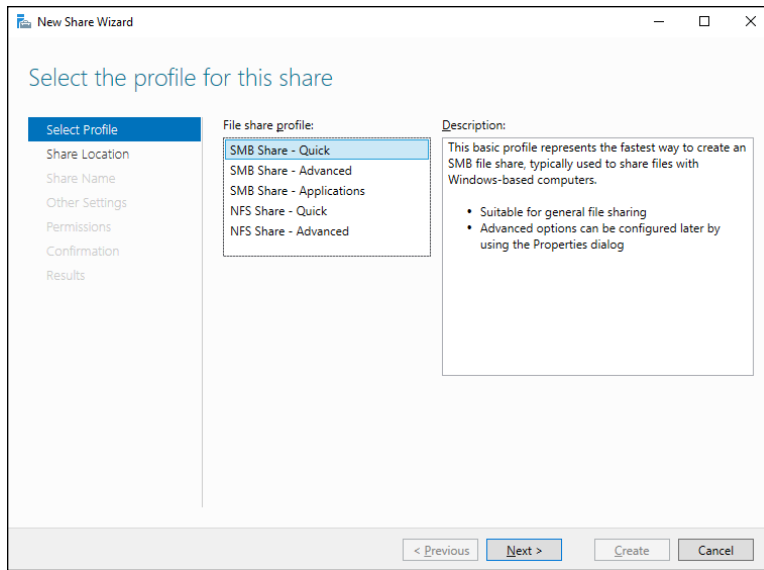 New Share Wizard
Select the profile for this share
Select Profile
Share Location
Share Name
Other Settings
Permissions
Confirmation
Results
File share profile:
SMB Share - Quick
SMB Share - Advanced
SMB Share - Applications
NFS Share - Quick
NFS Share - Advanced
Description:
This basic profile represents the fastest way to create an
SMB file share, typically used to share files with
Windows-based computers.
• Suitable for general file sharing
• Advanced options can be configured later by
using the Properties dialog
< Previous
Next >
Create
Cancel